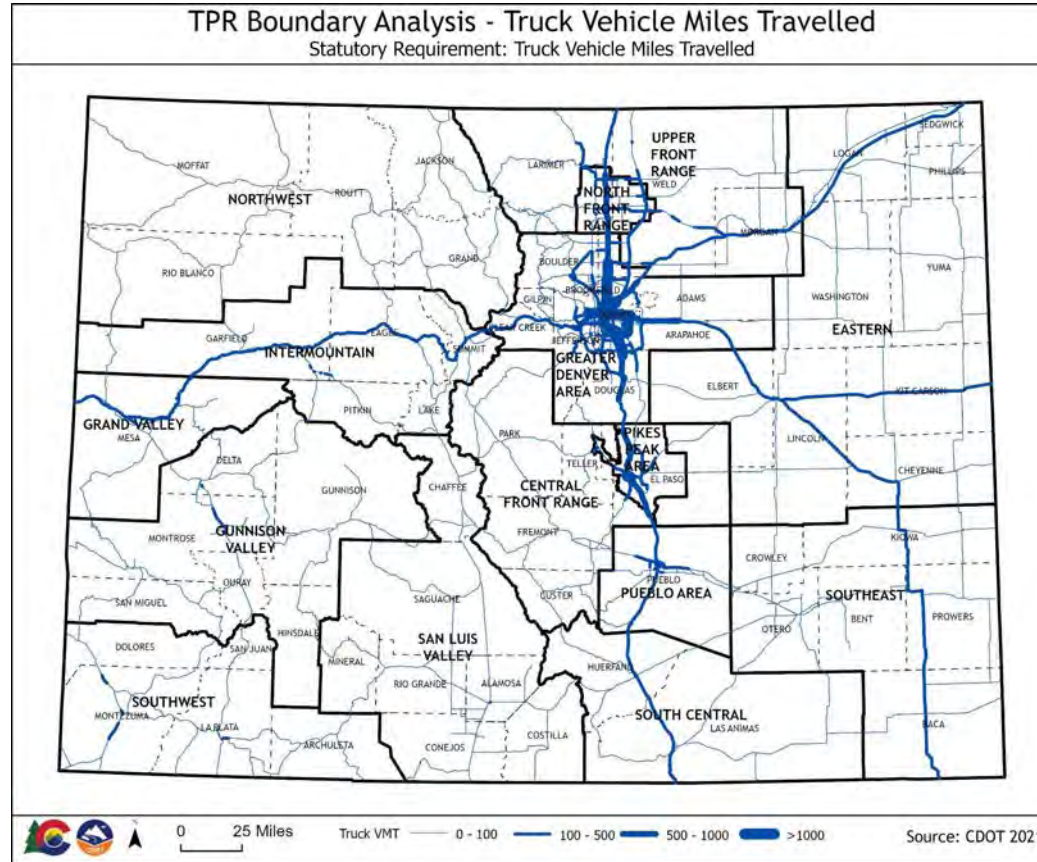 TPR Boundary Analysis - Truck Vehicle Miles Travelled
Statutory Requirement: Truck Vehicle Miles Travelled
MOFFAT
JACKSON
LARIMER
UPPER
FRONT
RANGE
WELD
LOGAN
EDGWICK
PHILLIPS
NORTHWEST
ROUTT
NORTH
FRONT
RANGE
MORGAN
RIO BLANCO
GRAND
BOULDER
BROOMFIELD
GILPIN
ADAMS
WASHINGTON
YUMA
GARFIELD
EAGLE
INTERMOUNTAIN
SUMMIT
CREEK
JEFFERSON
ARAPAHOE
EASTERN
GREATER
DENVER
AREA
DOUGLAS
ELBERT
KIT CARSON
PITKIN
LAKE
GRAND VALLEY
MESA
DELTA
PARK
PIKES
PEAK
AREA
LINCOLN
TELLER
EL PASO
CHEYENNE
GUNNISON
CHAFFEE
CENTRAL
FRONT RANGE
MONTROSE
GUNNISON
VALLEY
FREMONT
CROWLEY
KIOWA
OURAY
PUEBLO
PUEBLO AREA
SAN MIGUEL
SAGUACHE
CUSTER
SOUTHEAST
BENT
PROWERS
OTERO
HINSDALE
DOLORES
SAN JUAN
MINERAL
SAN LUIS
VALLEY
HUERFANO
RIO GRANDE
ALAMOSA
SOUTHWEST
MONTEZUMA
LA PLATA
ARCHULETA
CONEJOS
COSTILLA
SOUTH CENTRAL
LAS ANIMAS
BACA
0 25 Miles
Truck VMT 0 - 100 100 - 500 500 - 1000 >1000
Source: CDOT 2021